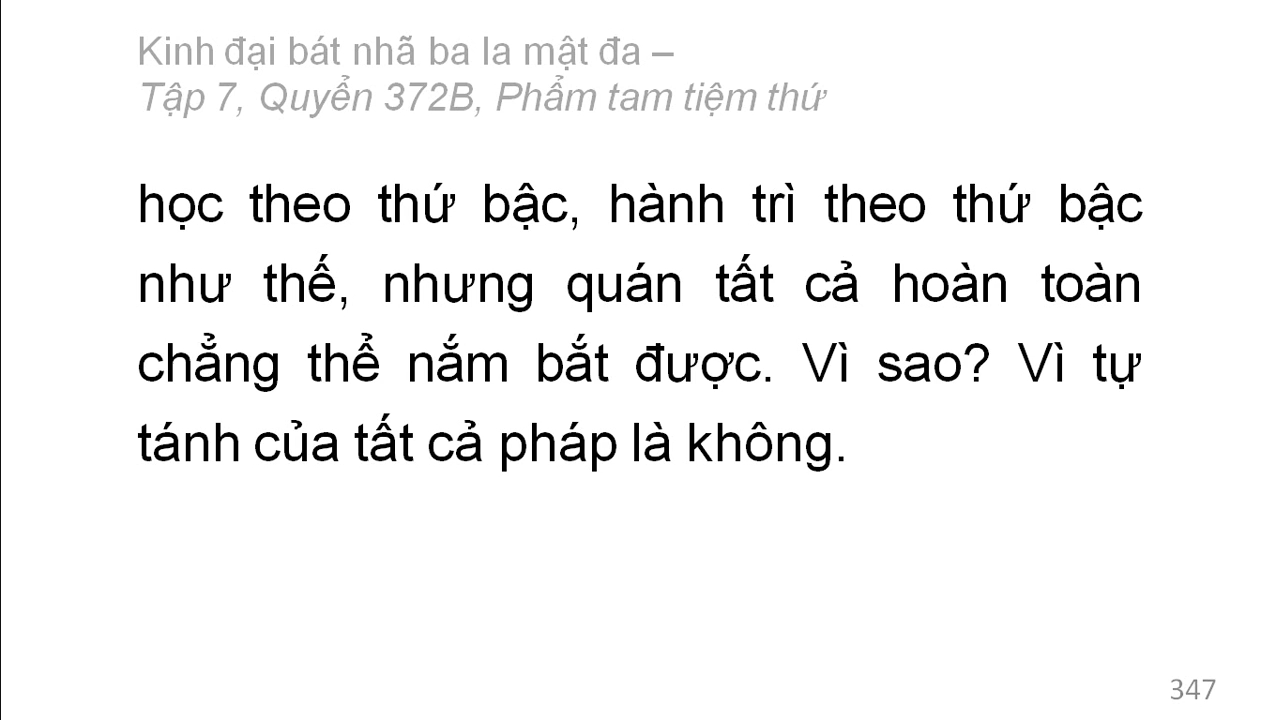 Kinh đại bát nhã ba la mật đa –
Tập 7, Quyển 372B, Phẩm tam tiệm thứ
học theo thứ bậc, hành trì theo thứ bậc
như thế, nhưng quán tất cả hoàn toàn
chẳng thể nắm bắt được. Vì sao? Vì tự
tánh của tất cả pháp là không.
347